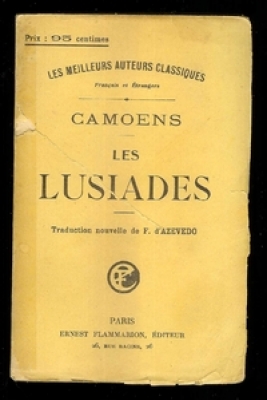 Prix : 95 centimes
LES MEILLEURS AUTEURS CLASSIQUES
Français et Étrangers
CAMOENS
LES
LUSIADES
Traduction nouvelle de F. d'AZEVEDO
PARIS
ERNEST FLAMMARION, ÉDITEUR
26, RUE RACINE, 26